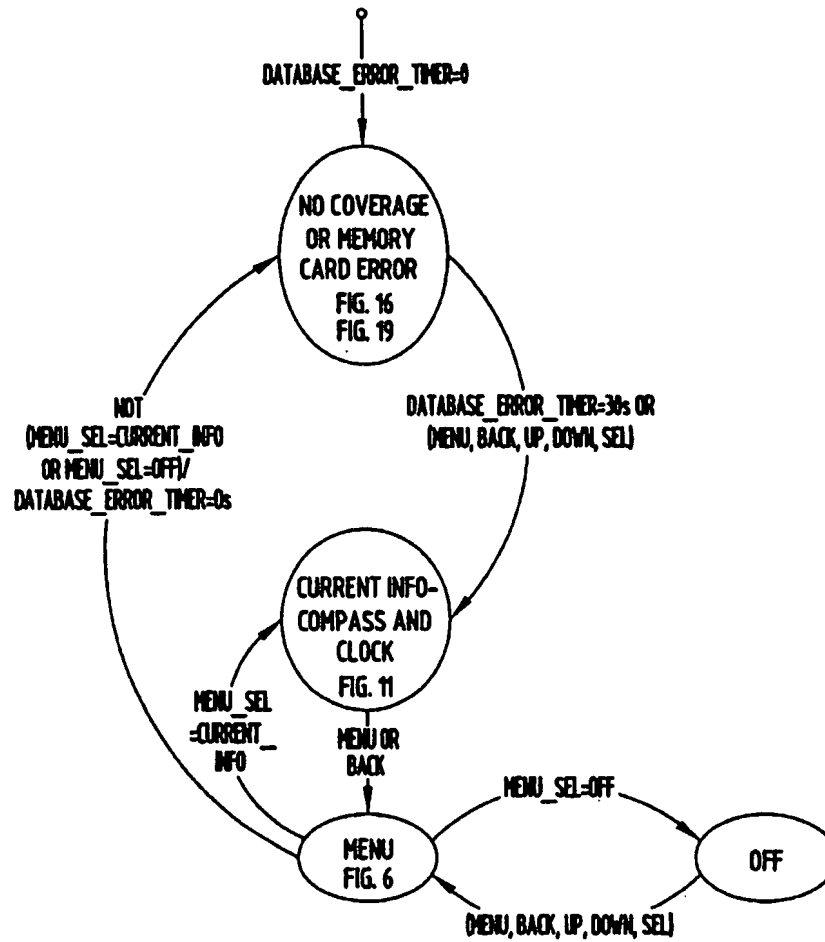 DATABASE_ERROR_TIMER=0
NO COVERAGE
OR MEMORY
CARD ERROR
FIG. 16
FIG. 19
NOT
(MENU_SEL=CURRENT_INFO
OR MENU_SEL=OFF)/
DATABASE_ERROR_TIMER=0s
DATABASE_ERROR_TIMER=30s OR
(MENU, BACK, UP, DOWN, SEL)
CURRENT INFO-
COMPASS AND
CLOCK
FIG. 11
MENU_SEL
=CURRENT_
INFO
MENU OR
BACK
MENU_SEL=OFF
MENU
FIG. 6
OFF
(MENU, BACK, UP, DOWN, SEL)